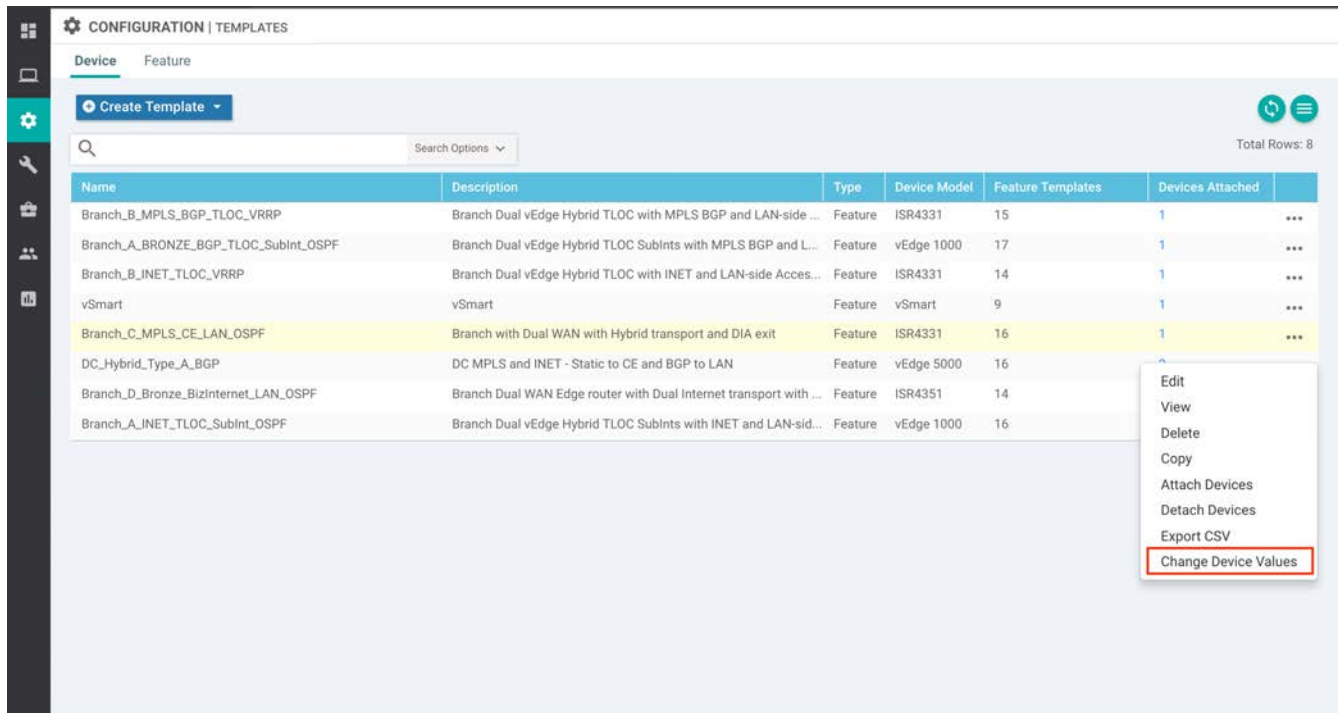 CONFIGURATION | TEMPLATES
Device Feature
Create Template
Search Options
Total Rows: 8
Name Description Type Device Model Feature Templates Devices Attached
Branch_B_MPLS_BGP_TLOC_VRRP Branch Dual vEdge Hybrid TLOC with MPLS BGP and LAN-side ... Feature ISR4331 15 1 •••
Branch_A_BRONZE_BGP_TLOC_SubInt_OSPF Branch Dual vEdge Hybrid TLOC SubInts with MPLS BGP and L... Feature vEdge 1000 17 1 •••
Branch_B_INET_TLOC_VRRP Branch Dual vEdge Hybrid TLOC with INET and LAN-side Acces... Feature ISR4331 14 1 •••
vSmart vSmart Feature vSmart 9 1 •••
Branch_C_MPLS_CE_LAN_OSPF Branch with Dual WAN with Hybrid transport and DIA exit Feature ISR4331 16 1 •••
DC_Hybrid_Type_A_BGP DC MPLS and INET - Static to CE and BGP to LAN Feature vEdge 5000 16
Branch_D_Bronze_BizInternet_LAN_OSPF Branch Dual WAN Edge router with Dual Internet transport with ... Feature ISR4351 14
Branch_A_INET_TLOC_SubInt_OSPF Branch Dual vEdge Hybrid TLOC SubInts with INET and LAN-sid... Feature vEdge 1000 16
Edit
View
Delete
Copy
Attach Devices
Detach Devices
Export CSV
Change Device Values